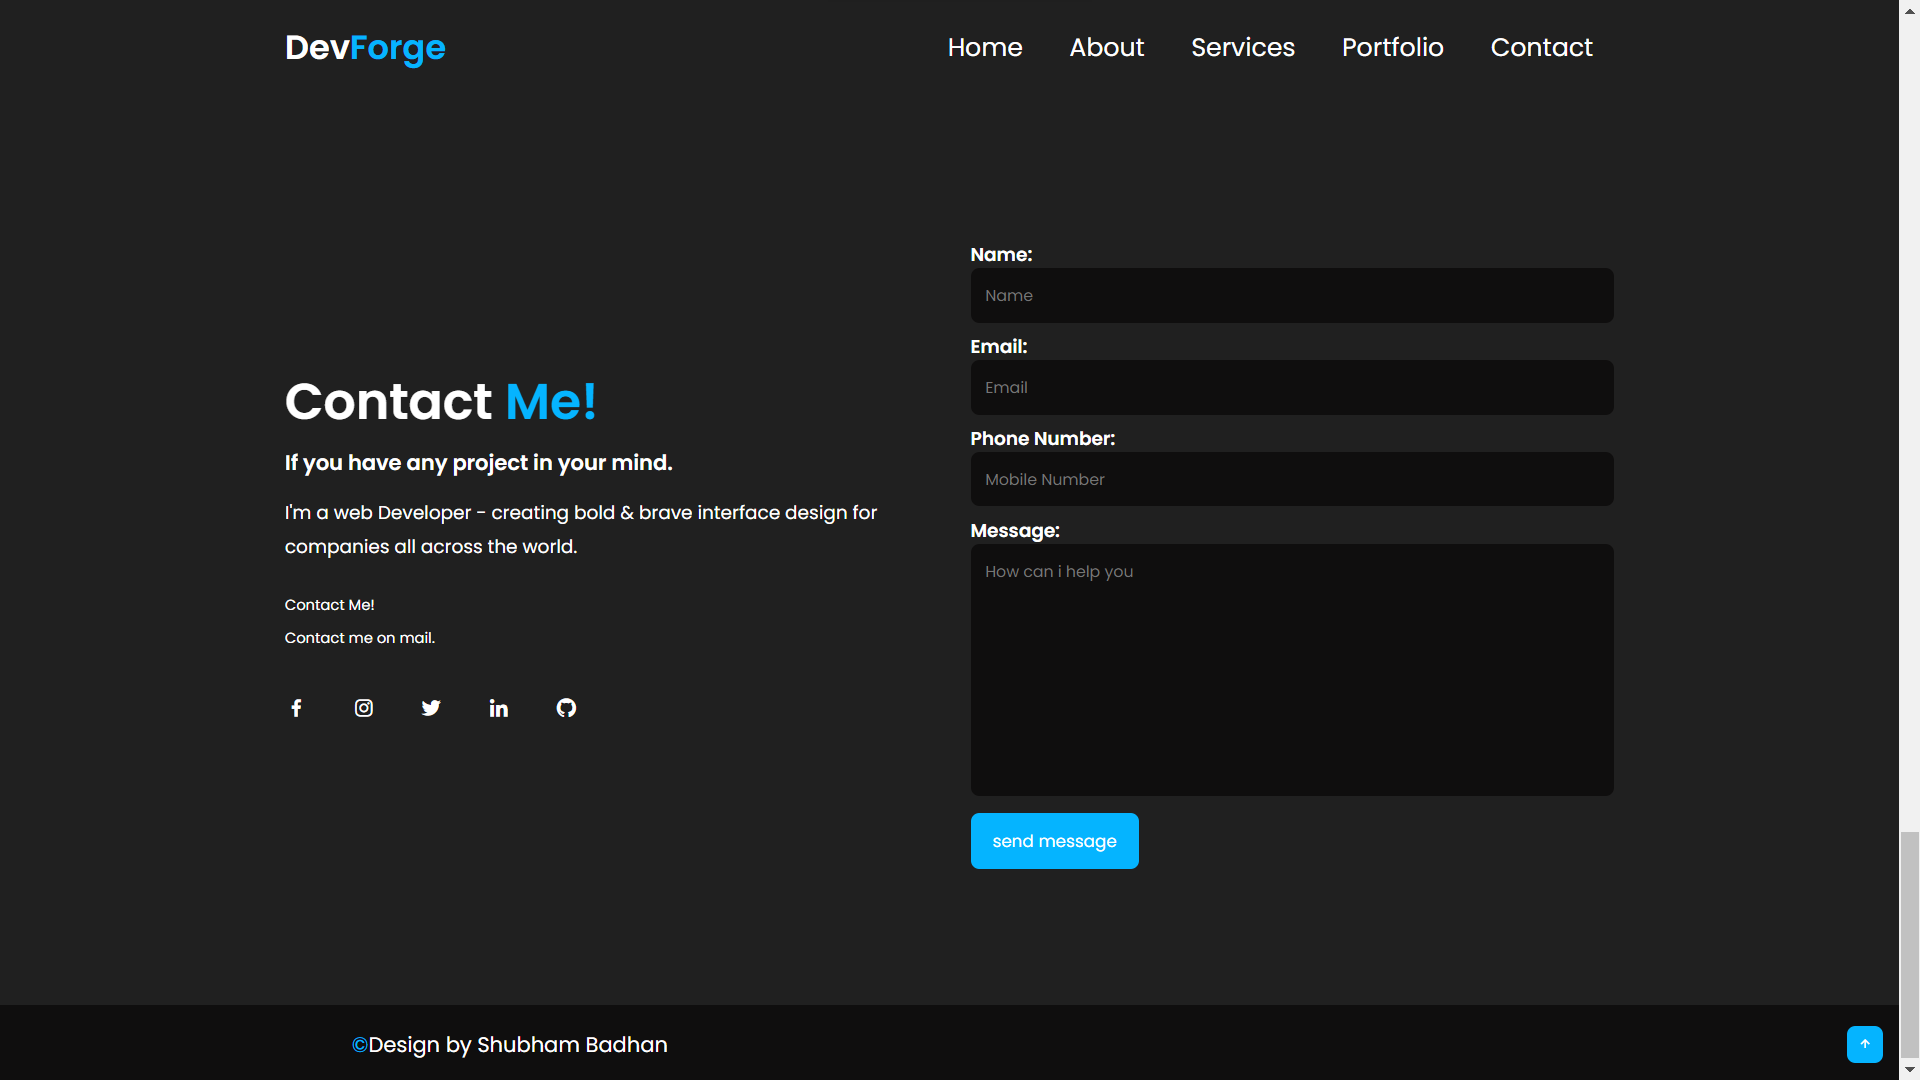 DevForge
Home About Services Portfolio Contact
Contact Me!
If you have any project in your mind.
I'm a web Developer - creating bold & brave interface design for
companies all across the world.
Contact Me!
Contact me on mail.
Name:
Name
Email:
Email
Phone Number:
Mobile Number
Message:
How can i help you
send message
©Design by Shubham Badhan